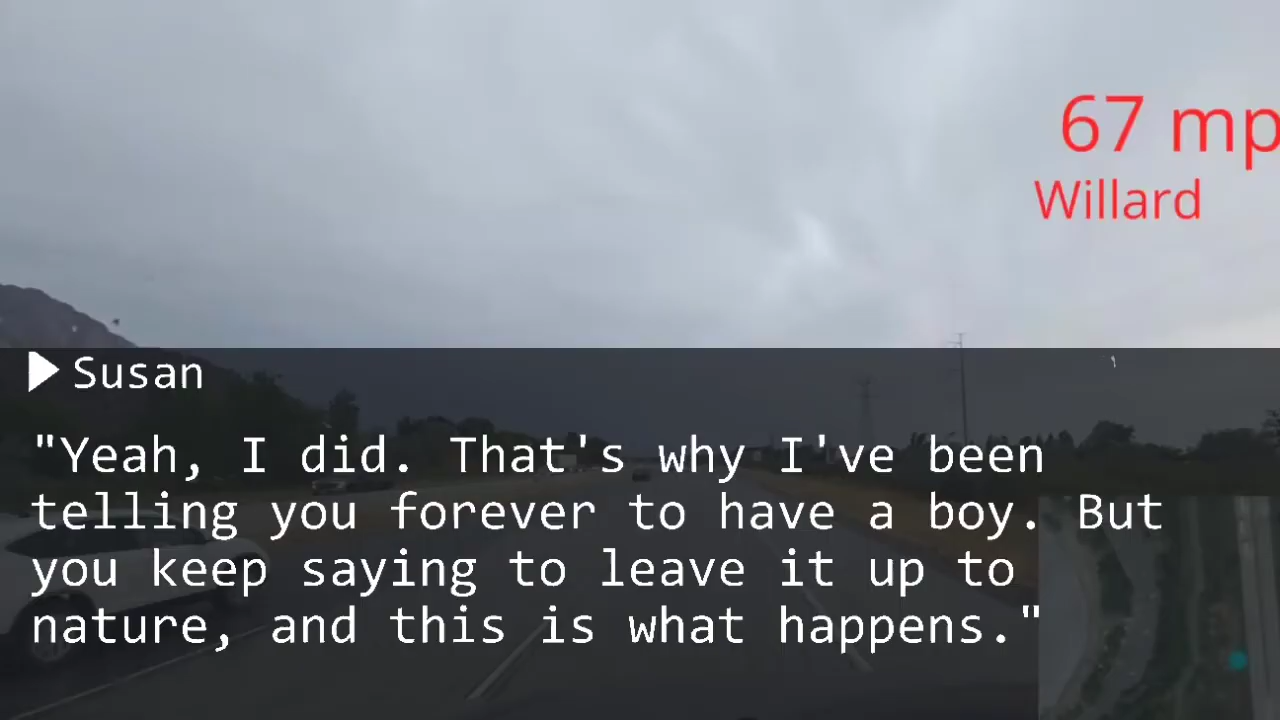 67 mp
Willard
Susan
"Yeah, I did. That's why I've been
telling you forever to have a boy. But
you keep saying to leave it up to
nature, and this is what happens."